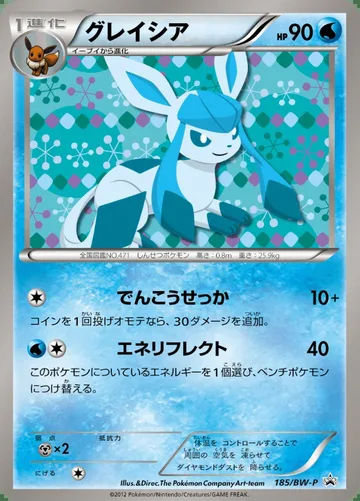 1進化
グレイシア
HP90
イーブイから進化
全国図鑑NO.471 しんせつポケモン 高さ：0.8m 重さ：25.9kg
でんこうせっか 10+
コインを1回投げオモテなら、30ダメージを追加。
エネリフレクト 40
このポケモンについているエネルギーを1個選び、ベンチポケモン
につけ替える。
弱点 抵抗力
×2
にげる
体温を コントロールすることで
周囲の 空気を 凍らせて
ダイヤモンドダストを 降らせる。
Illus.&Direc.The Pokémon Company Art-team
185/BW-P
©2012 Pokémon/Nintendo/Creatures/GAME FREAK.